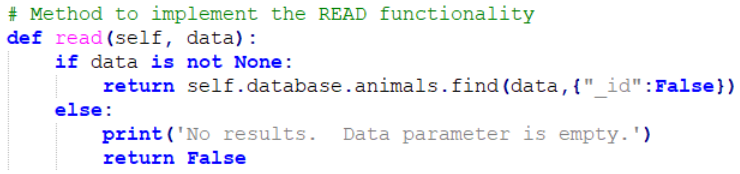 # Method to implement the READ functionality
def read(self, data):
    if data is not None:
        return self.database.animals.find(data,{"_id":False})
    else:
        print('No results.  Data parameter is empty.')
        return False